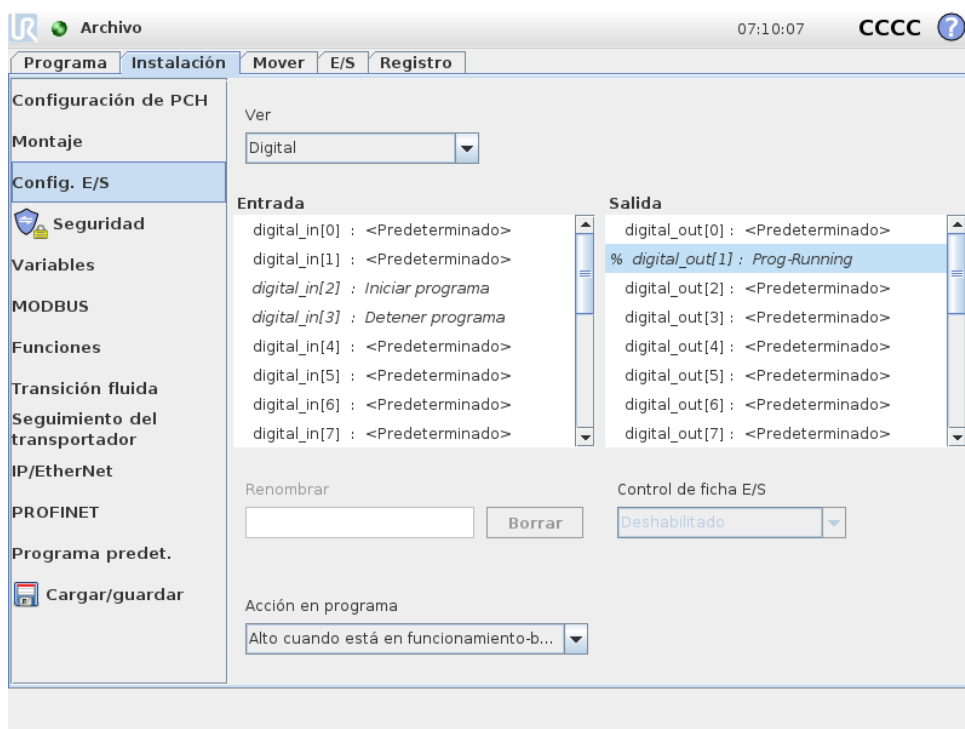 UR Archivo 07:10:07 CCCC ?
Programa Instalación Mover E/S Registro
Configuración de PCH
Montaje
Config. E/S
Seguridad
Variables
MODBUS
Funciones
Transición fluida
Seguimiento del
transportador
IP/EtherNet
PROFINET
Programa predet.
Cargar/guardar
Ver
Digital
Entrada
digital_in[0] : <Predeterminado>
digital_in[1] : <Predeterminado>
digital_in[2] : Iniciar programa
digital_in[3] : Detener programa
digital_in[4] : <Predeterminado>
digital_in[5] : <Predeterminado>
digital_in[6] : <Predeterminado>
digital_in[7] : <Predeterminado>
Salida
digital_out[0] : <Predeterminado>
% digital_out[1] : Prog-Running
digital_out[2] : <Predeterminado>
digital_out[3] : <Predeterminado>
digital_out[4] : <Predeterminado>
digital_out[5] : <Predeterminado>
digital_out[6] : <Predeterminado>
digital_out[7] : <Predeterminado>
Renombrar
Borrar
Control de ficha E/S
Deshabilitado
Acción en programa
Alto cuando está en funcionamiento-b...